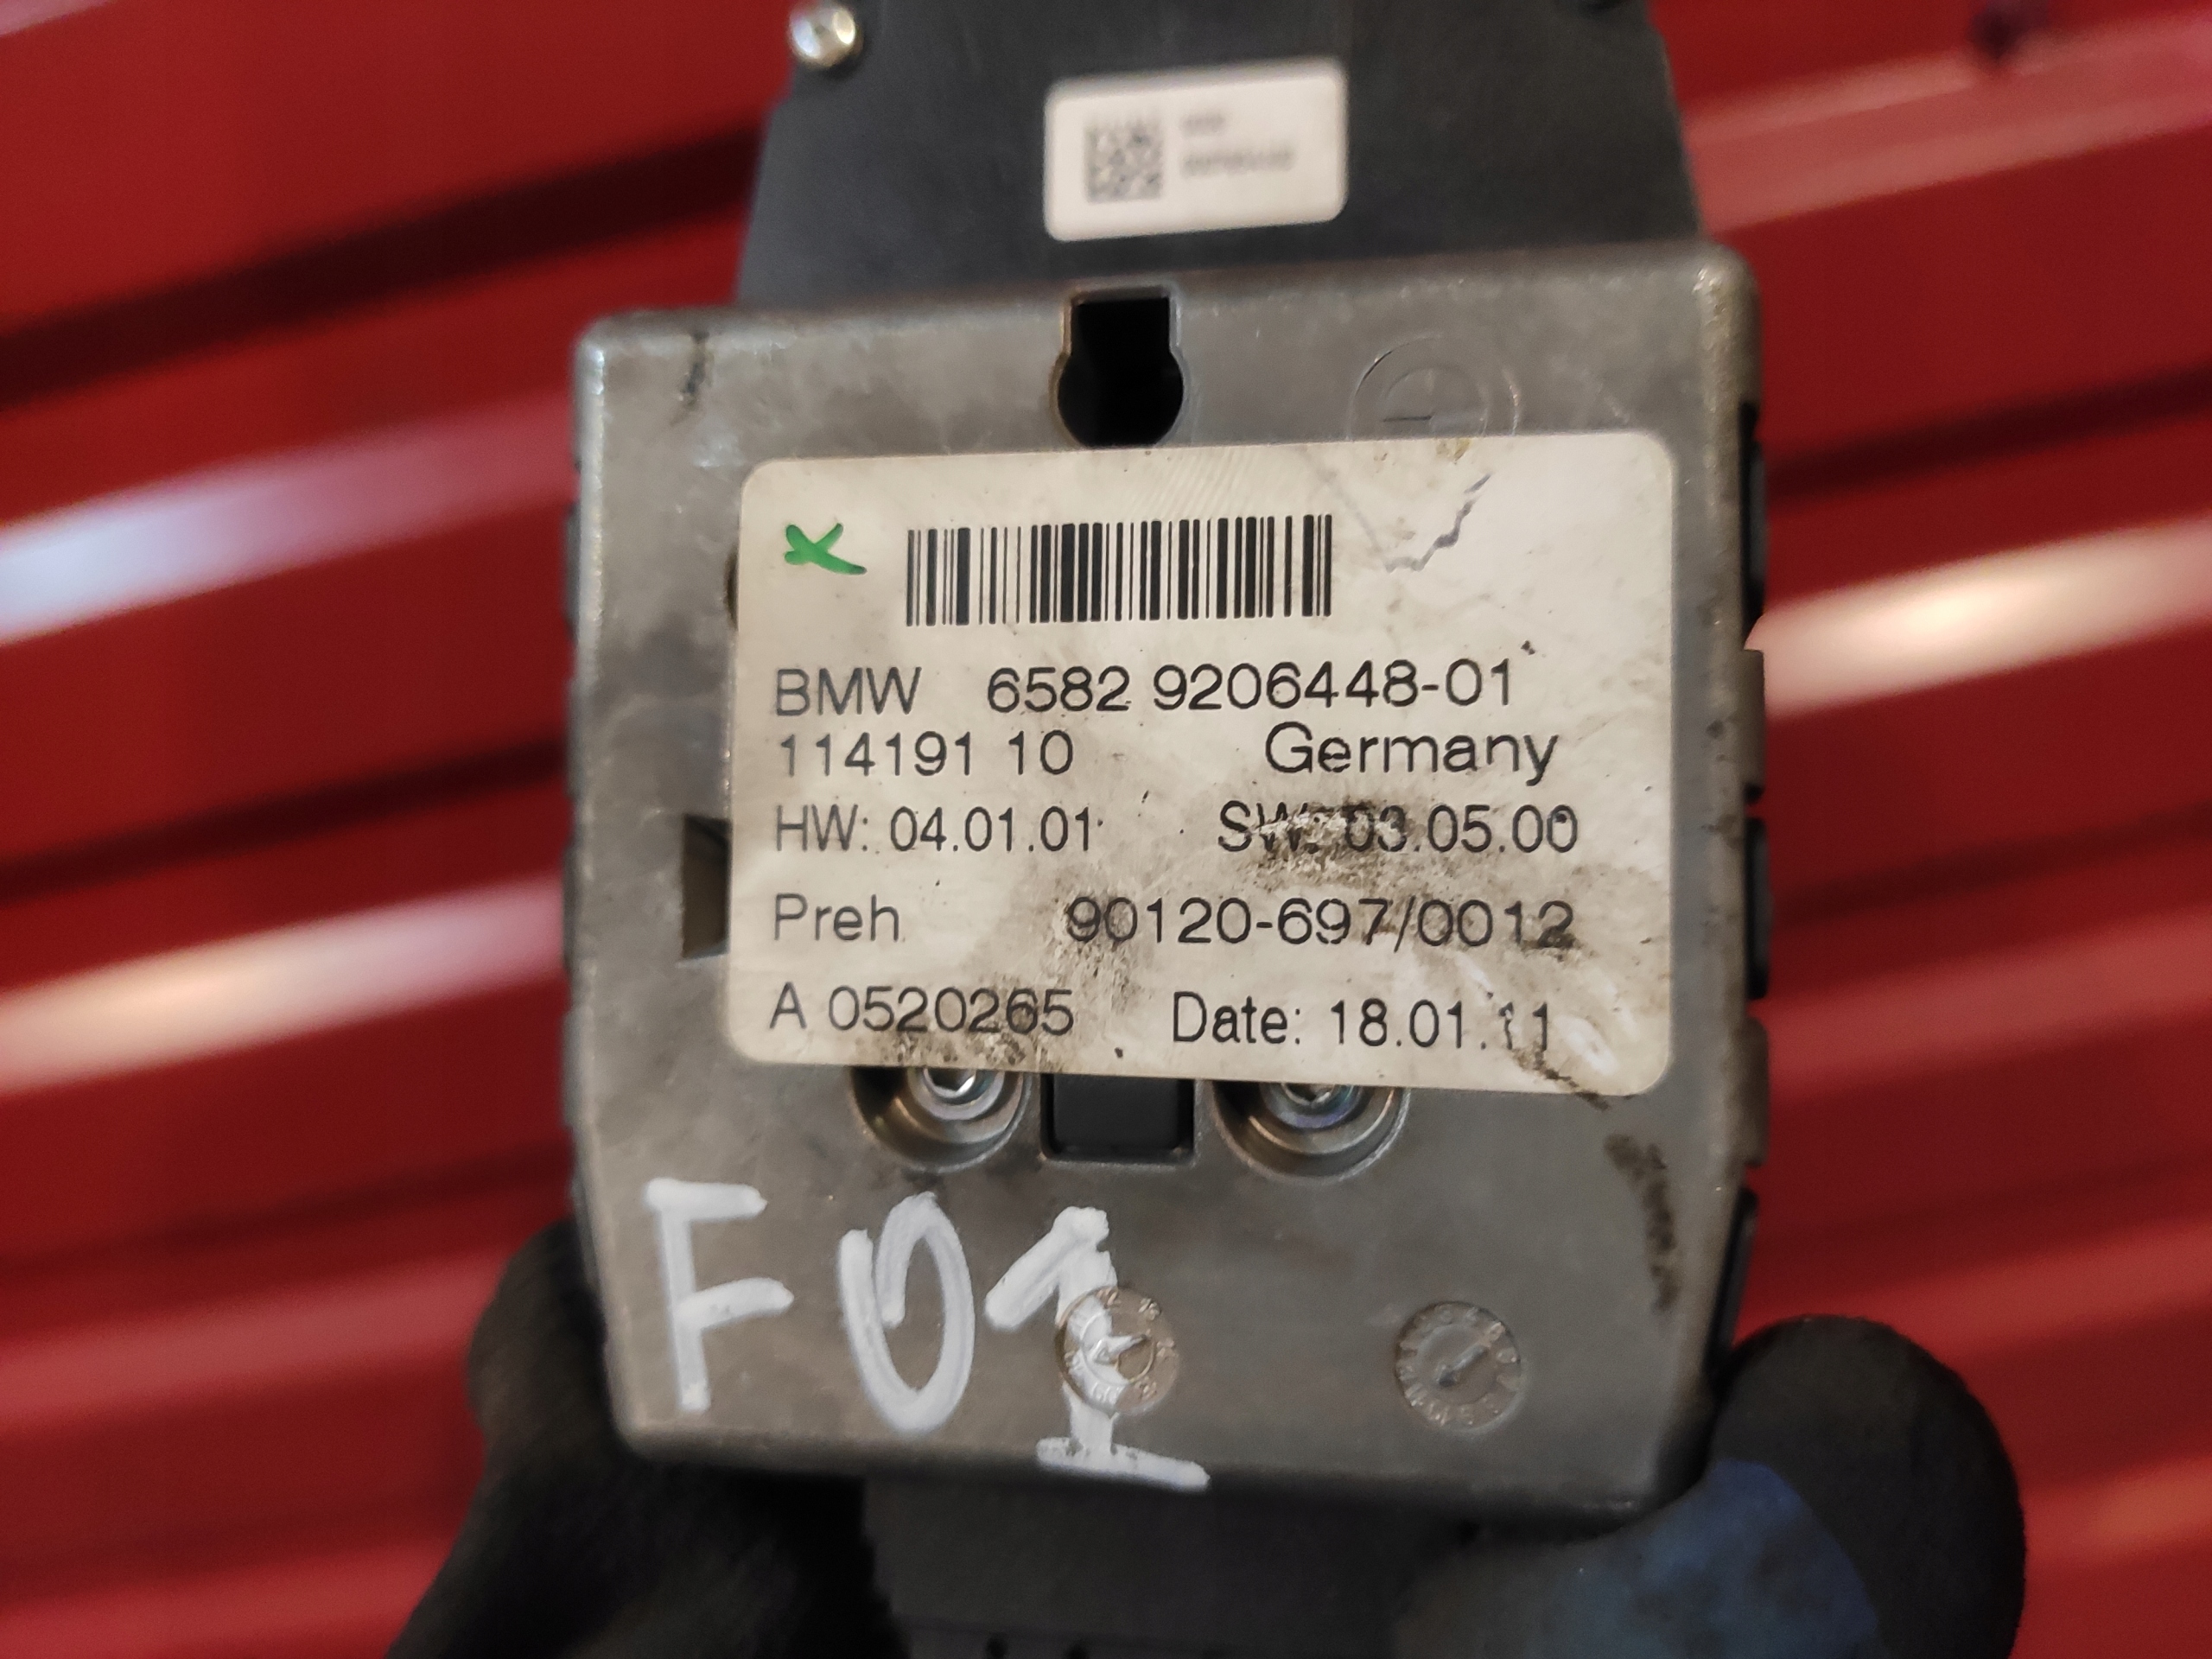 BMW 6582 9206448-01
114191 10 Germany
HW: 04.01.01 SW: 03.05.00
Preh 90120-697/0012
A 0520265 Date: 18.01.11
F01